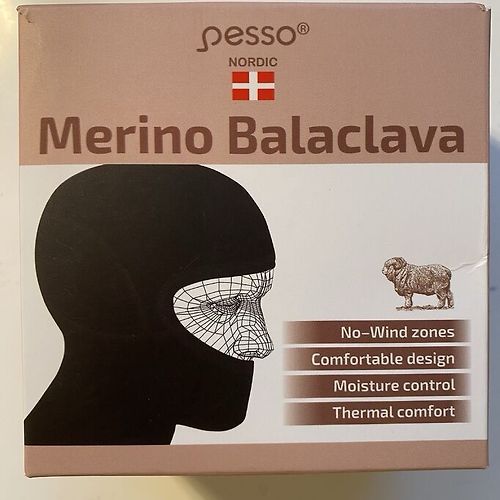 pesso®
NORDIC
Merino Balaclava
No–Wind zones
Comfortable design
Moisture control
Thermal comfort